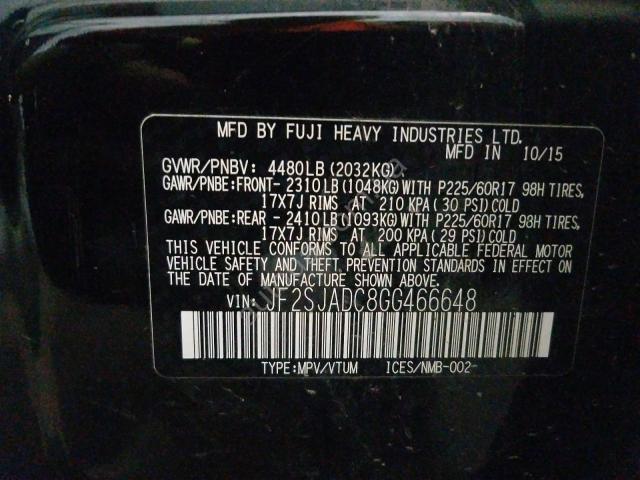 MFD BY FUJI HEAVY INDUSTRIES LTD.
MFD IN 10/15
GVWR/PNBV: 4480LB (2032KG)
GAWR/PNBE:FRONT- 2310LB(1048KG)WITH P225/60R17 98H TIRES,
17X7J RIMS AT 210 KPA(30 PSI)COLD
GAWR/PNBE:REAR - 2410LB(1093KG)WITH P225/60R17 98H TIRES,
17X7J RIMS AT 200 KPA(29 PSI)COLD
THIS VEHICLE CONFORMS TO ALL APPLICABLE FEDERAL MOTOR
VEHICLE SAFETY AND THEFT PREVENTION STANDARDS IN EFFECT ON
THE DATE OF MANUFACTURE SHOWN ABOVE.
VIN: JF2SJADC8GG466648
TYPE:MPV/VTUM ICES/NMB-002-